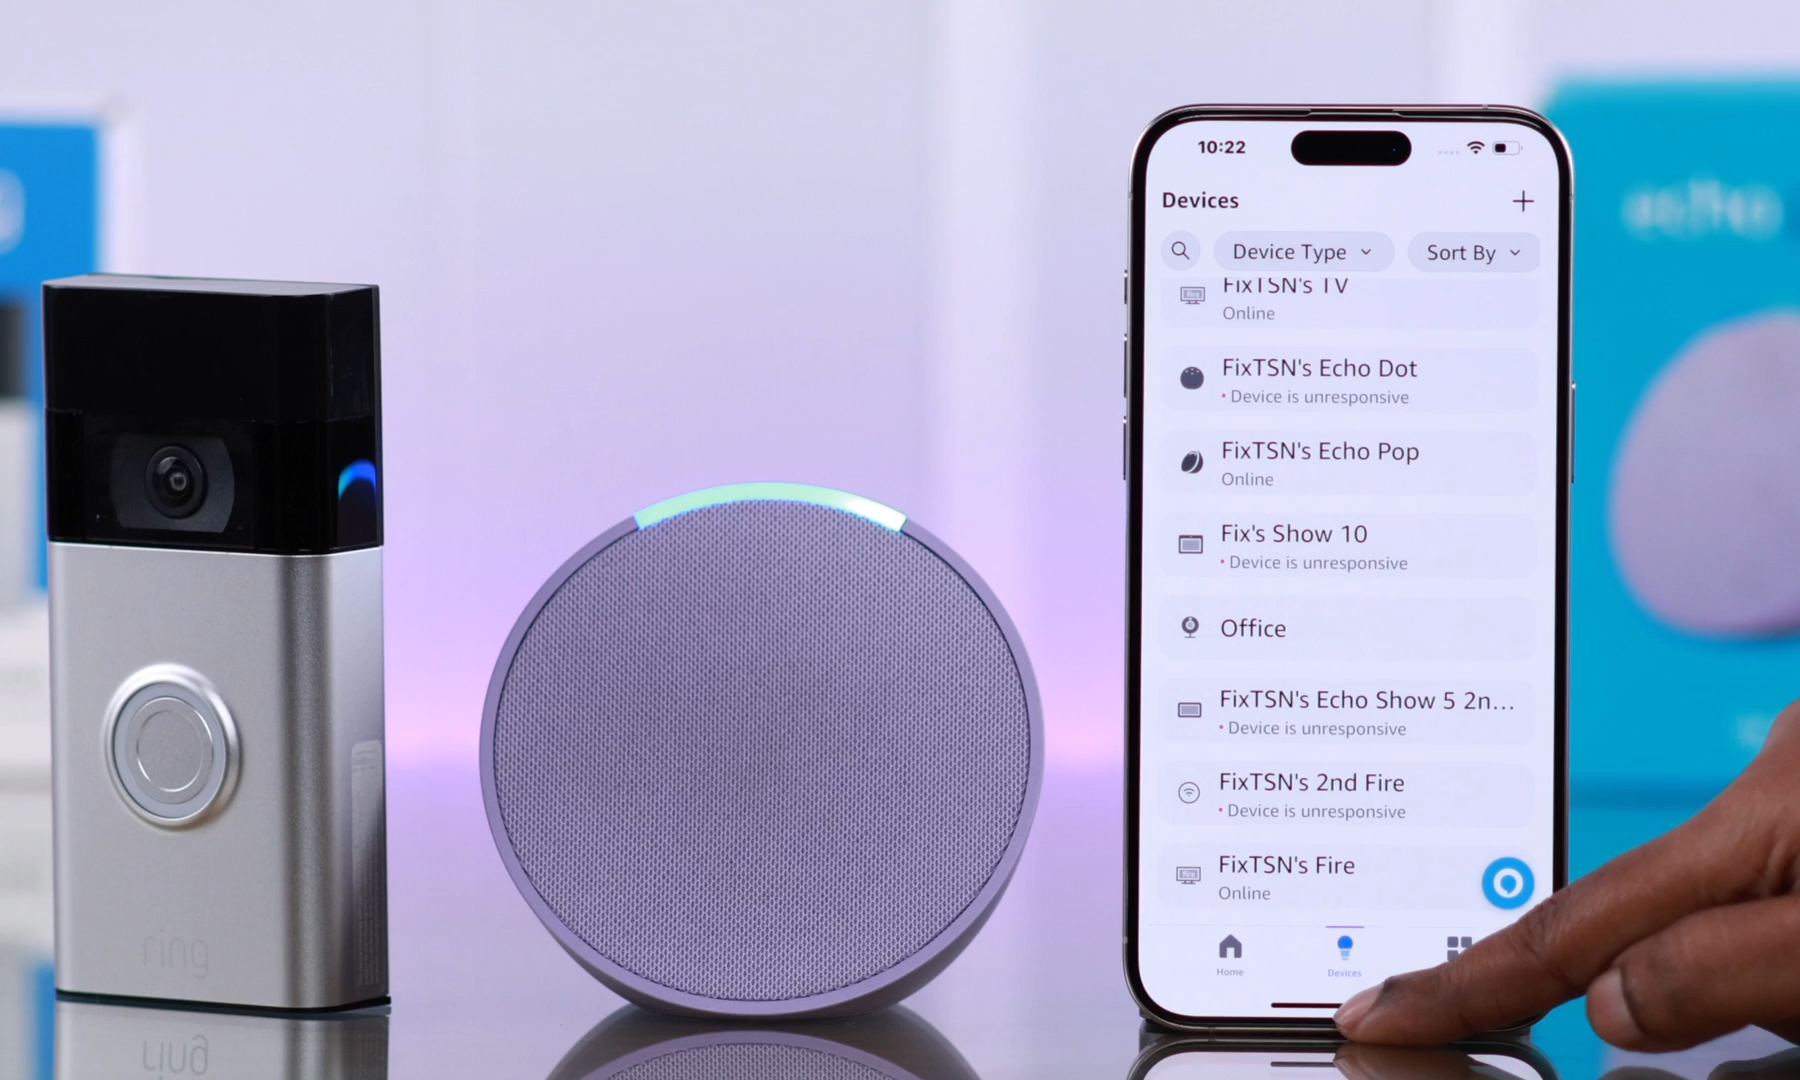 10:22
Devices
Device Type
Sort By
FixTSN's TV
Online
FixTSN's Echo Dot
Device is unresponsive
FixTSN's Echo Pop
Online
Fix's Show 10
Device is unresponsive
Office
FixTSN's Echo Show 5 2n...
Device is unresponsive
FixTSN's 2nd Fire
Device is unresponsive
FixTSN's Fire
Online
Home
Devices
ring
echo